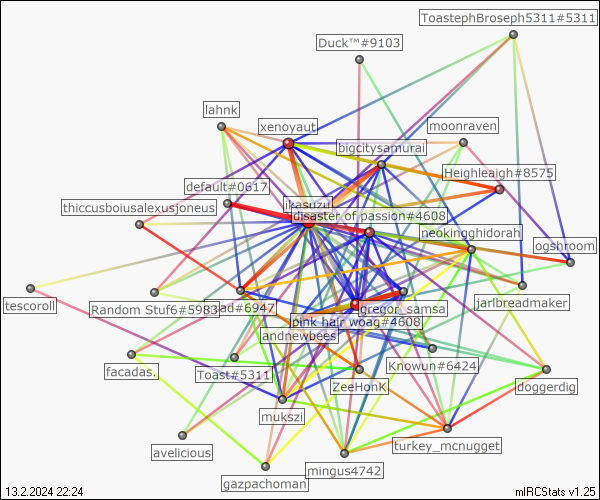 ToastephBroseph5311#5311
Duck™#9103
lahnk
xenoyaut
moonraven
bigcitysamurai
Heighleaigh#8575
default#0617
ikasuzul
thiccusboiusalexusjoneus
disaster of passion#4608
neokingghidorah
ogshroom
tescoroll
Random Stuf6#5983
ad#6947
gregor_samsa
jarlbreadmaker
pink hair woag#4608
andnewbees
Toast#5311
Knowun#6424
facadas.
ZeeHonK
doggerdig
mukszi
avelicious
turkey_mcnugget
gazpachoman
mingus4742
13.2.2024 22:24
mIRCStats v1.25